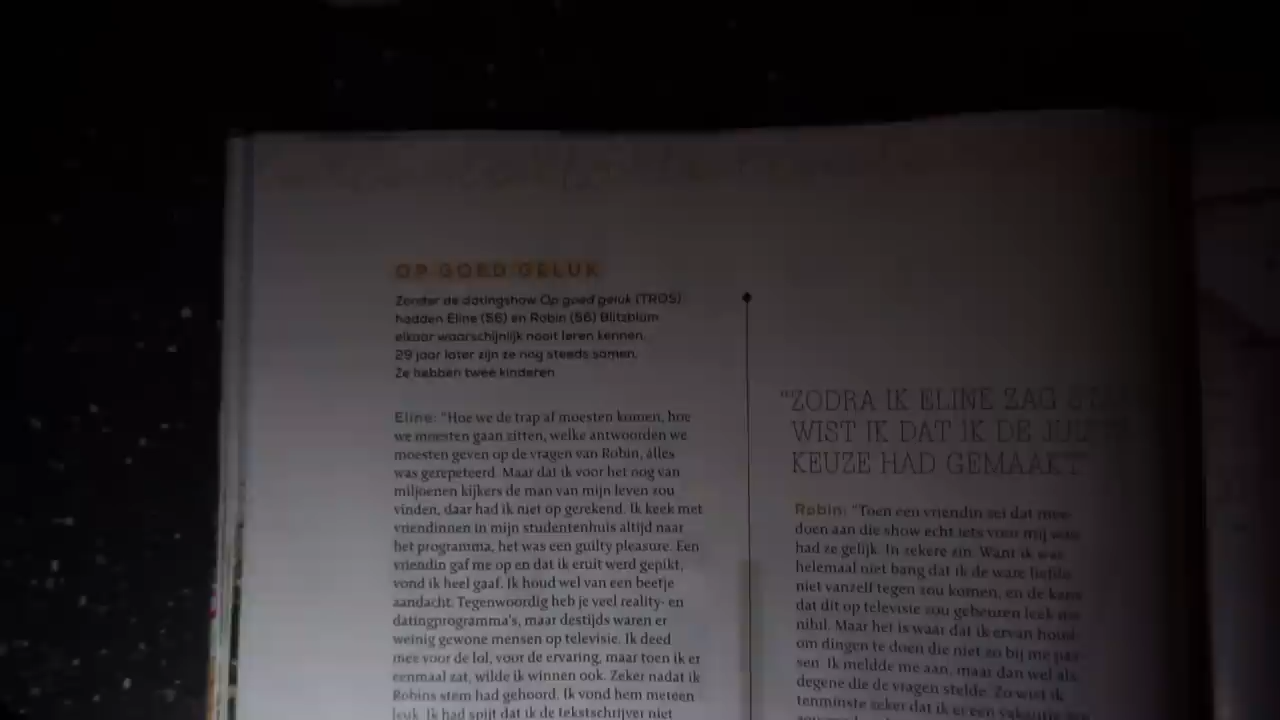 OP GOED GELUK
Zonder de datingshow Op goed geluk (TROS)
hadden Eline (56) en Robin (56) Blitzblum
elkaar waarschijnlijk nooit leren kennen.
29 jaar later zijn ze nog steeds samen.
Ze hebben twee kinderen.
Eline: "Hoe we de trap af moesten komen, hoe
we moesten gaan zitten, welke antwoorden we
moesten geven op de vragen van Robin, álles
was gerepeteerd. Maar dat ik voor het oog van
miljoenen kijkers de man van mijn leven zou
vinden, daar had ik niet op gerekend. Ik keek met
vriendinnen in mijn studentenhuis altijd naar
het programma, het was een guilty pleasure. Een
vriendin gaf me op en dat ik eruit werd gepikt,
vond ik heel gaaf. Ik houd wel van een beetje
aandacht. Tegenwoordig heb je veel reality- en
datingprogramma's, maar destijds waren er
weinig gewone mensen op televisie. Ik deed
mee voor de lol, voor de ervaring, maar toen ik er
eenmaal zat, wilde ik winnen ook. Zeker nadat ik
Robins stem had gehoord. Ik vond hem meteen
leuk. Ik had spijt dat ik de tekstschrijver niet
"ZODRA IK ELINE ZAG
WIST IK DAT IK DE
KEUZE HAD GEMAAKT"
Robin: "Toen een vriendin zei dat mee-
doen aan die show echt iets voor mij was,
had ze gelijk. In zekere zin. Want ik was
helemaal niet bang dat ik de ware liefde
niet vanzelf tegen zou komen, en de kans
dat dit op televisie zou gebeuren leek me
nihil. Maar het is waar dat ik ervan houd
om dingen te doen die niet zo bij me pas-
sen. Ik meldde me aan, maar dan wel als
degene die de vragen stelde. Zo wist ik
tenminste zeker dat ik er een vakantie